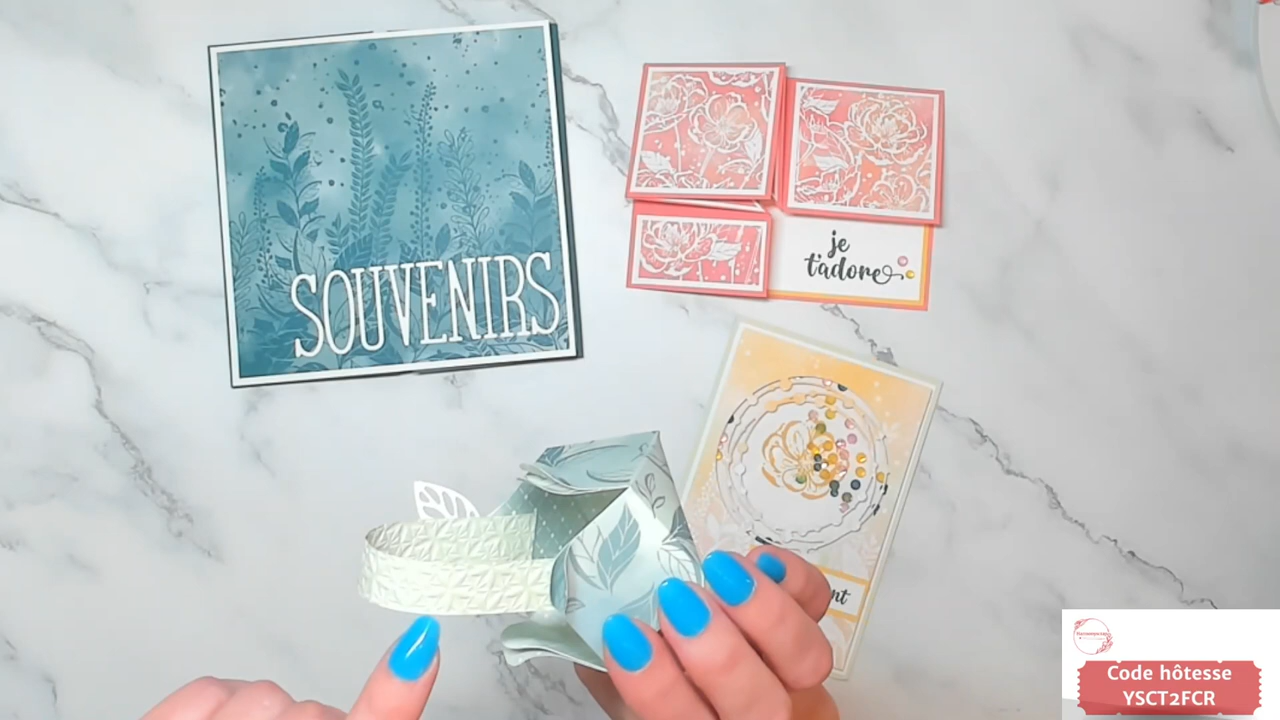 SOUVENIRS
je
t'adore
nt
Code hôtesse
YSCT2FCR